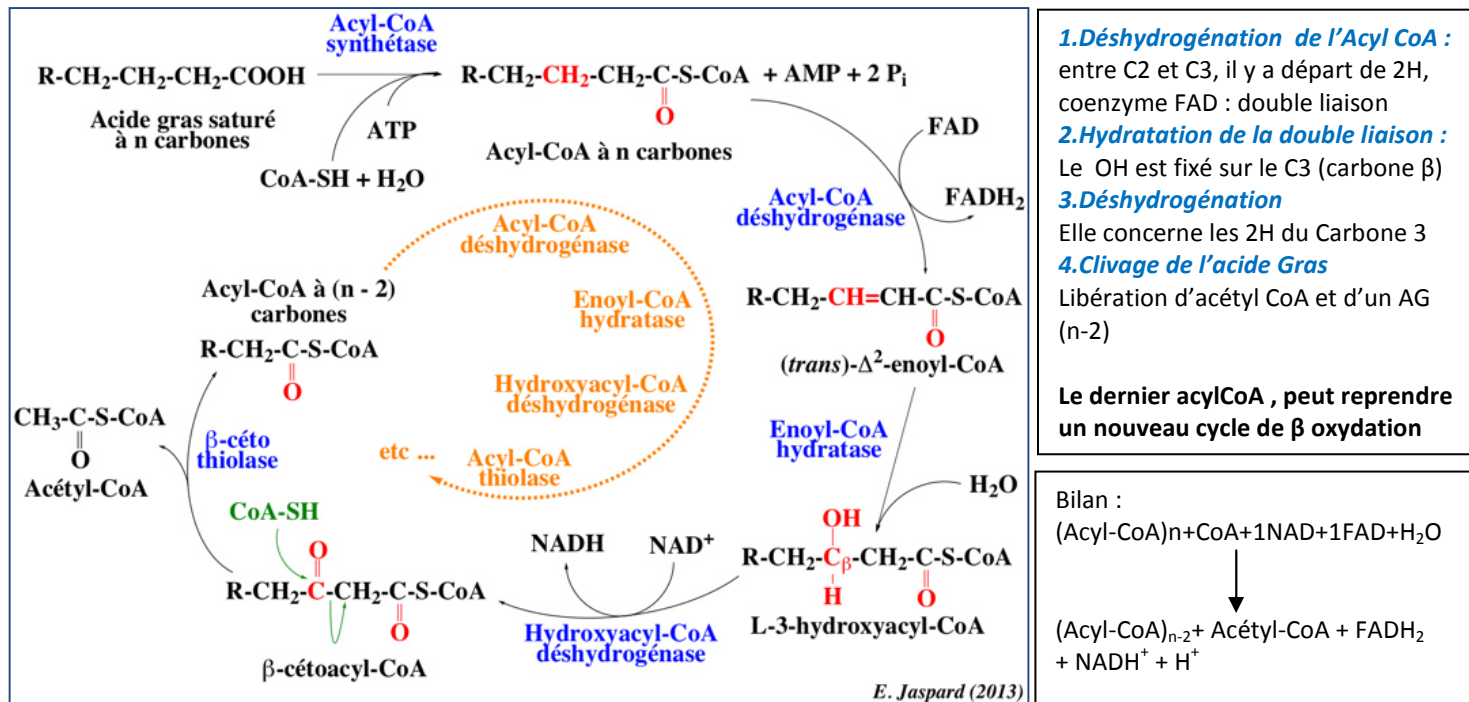 Acyl-CoA
synthétase
R-CH₂-CH₂-CH₂-COOH
R-CH₂-CH₂-CH₂-C-S-CoA + AMP + 2 Pᵢ
O
Acide gras saturé
à n carbones
ATP
CoA-SH + H₂O
Acyl-CoA à n carbones
FAD
FADH₂
Acyl-CoA
déshydrogénase
Acyl-CoA
déshydrogénase
Enoyl-CoA
hydratase
Hydroxyacyl-CoA
déshydrogénase
Acyl-CoA
thiolase
etc ...
R-CH₂-CH=CH-C-S-CoA
O
(trans)-Δ²-enoyl-CoA
Enoyl-CoA
hydratase
H₂O
OH
R-CH₂-Cβ-CH₂-C-S-CoA
H
O
L-3-hydroxyacyl-CoA
NADH
NAD⁺
Hydroxyacyl-CoA
déshydrogénase
O
R-CH₂-C-CH₂-C-S-CoA
O
β-cétoacyl-CoA
CoA-SH
β-céto
thiolase
CH₃-C-S-CoA
O
Acétyl-CoA
Acyl-CoA à (n - 2)
carbones
R-CH₂-C-S-CoA
O
E. Jaspard (2013)
1.Déshydrogénation de l’Acyl CoA :
entre C2 et C3, il y a départ de 2H,
coenzyme FAD : double liaison
2.Hydratation de la double liaison :
Le OH est fixé sur le C3 (carbone β)
3.Déshydrogénation
Elle concerne les 2H du Carbone 3
4.Clivage de l’acide Gras
Libération d’acétyl CoA et d’un AG
(n-2)
Le dernier acylCoA , peut reprendre
un nouveau cycle de β oxydation
Bilan :
(Acyl-CoA)n+CoA+1NAD+1FAD+H₂O
(Acyl-CoA)ₙ₋₂+ Acétyl-CoA + FADH₂
+ NADH⁺ + H⁺